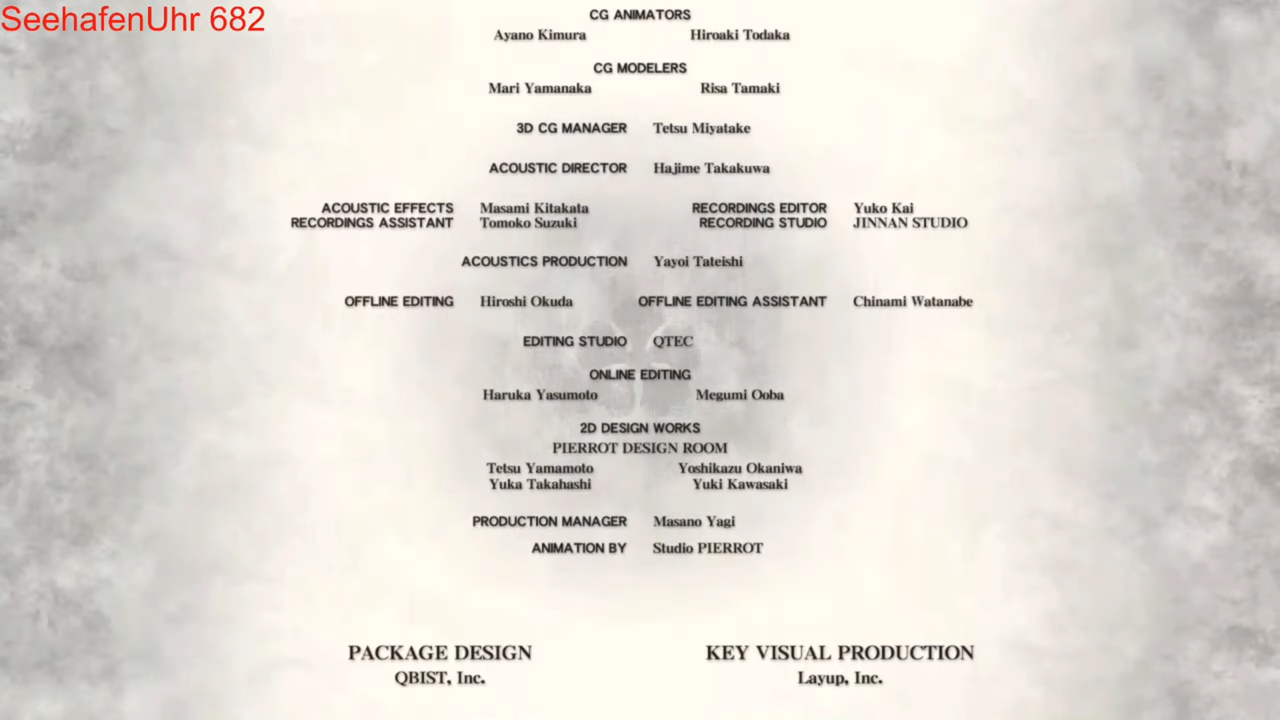 SeehafenUhr 682
CG ANIMATORS
Ayano Kimura Hiroaki Todaka
CG MODELERS
Mari Yamanaka Risa Tamaki
3D CG MANAGER Tetsu Miyatake
ACOUSTIC DIRECTOR Hajime Takakuwa
ACOUSTIC EFFECTS Masami Kitakata RECORDINGS EDITOR Yuko Kai
RECORDINGS ASSISTANT Tomoko Suzuki RECORDING STUDIO JINNAN STUDIO
ACOUSTICS PRODUCTION Yayoi Tateishi
OFFLINE EDITING Hiroshi Okuda OFFLINE EDITING ASSISTANT Chinami Watanabe
EDITING STUDIO QTEC
ONLINE EDITING
Haruka Yasumoto Megumi Ooba
2D DESIGN WORKS
PIERROT DESIGN ROOM
Tetsu Yamamoto Yoshikazu Okaniwa
Yuka Takahashi Yuki Kawasaki
PRODUCTION MANAGER Masano Yagi
ANIMATION BY Studio PIERROT
PACKAGE DESIGN KEY VISUAL PRODUCTION
QBIST, Inc. Layup, Inc.